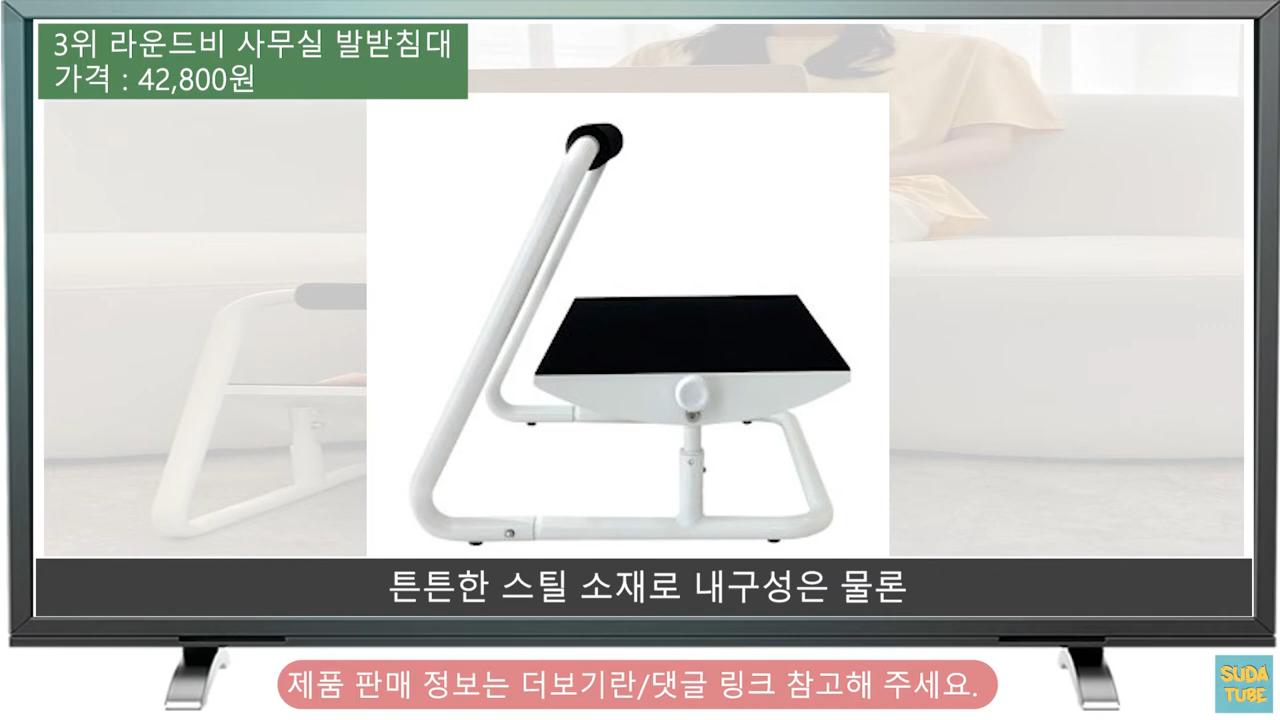 3위 라운드비 사무실 발받침대
가격 : 42,800원
튼튼한 스틸 소재로 내구성은 물론
제품 판매 정보는 더보기란/댓글 링크 참고해 주세요.
SUDA
TUBE